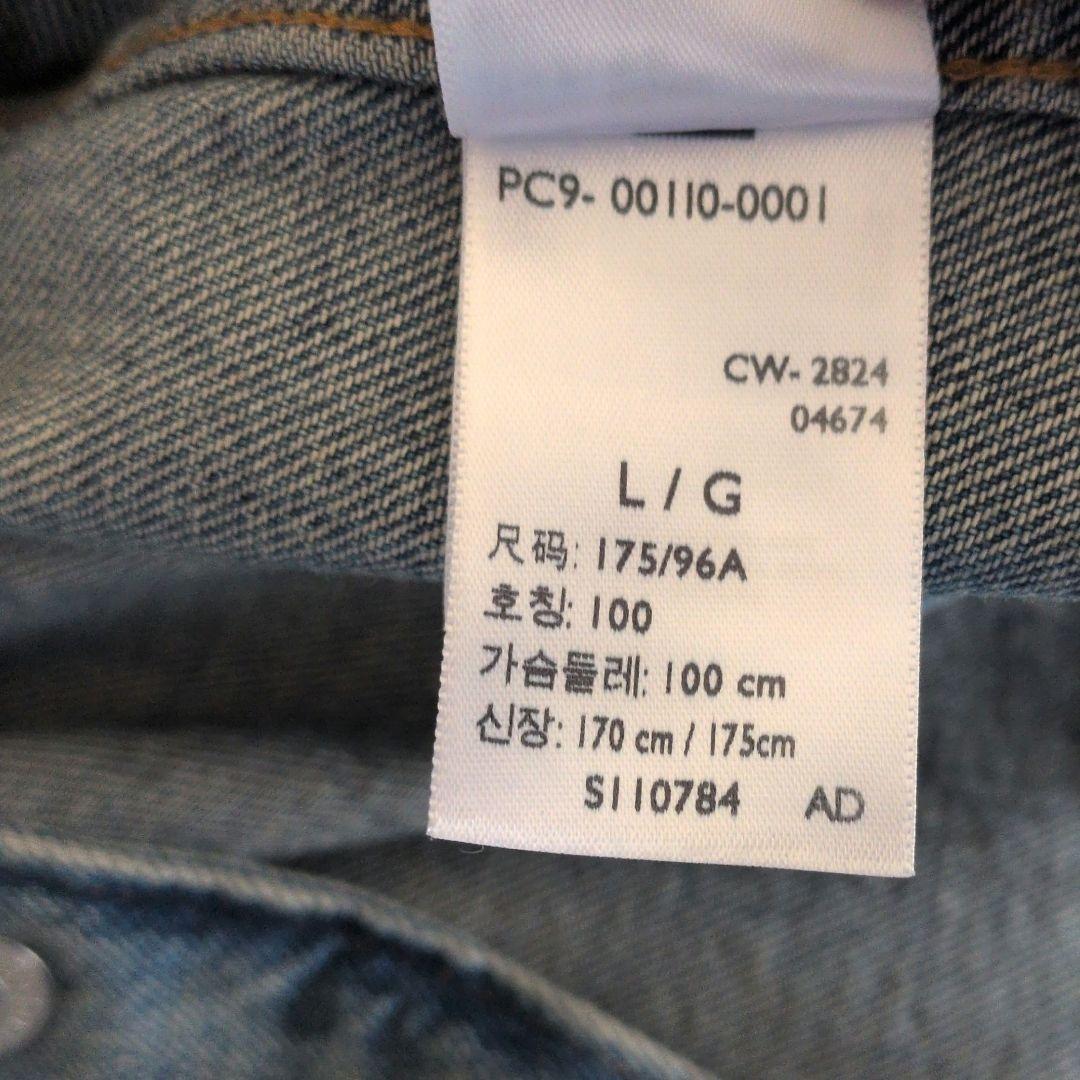 PC9- 00110-0001
CW- 2824
04674
L / G
尺码: 175/96A
호칭: 100
가슴둘레: 100 cm
신장: 170 cm / 175cm
S110784 AD